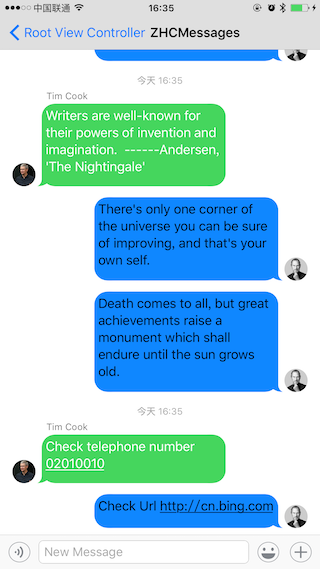 中国联通 16:35
Root View Controller ZHCMessages
今天 16:35
Tim Cook
Writers are well-known for
their powers of invention and
imagination. ------Andersen,
'The Nightingale'
There's only one corner of
the universe you can be sure
of improving, and that's your
own self.
Death comes to all, but great
achievements raise a
monument which shall
endure until the sun grows
old.
今天 16:35
Tim Cook
Check telephone number
02010010
Check Url http://cn.bing.com
New Message